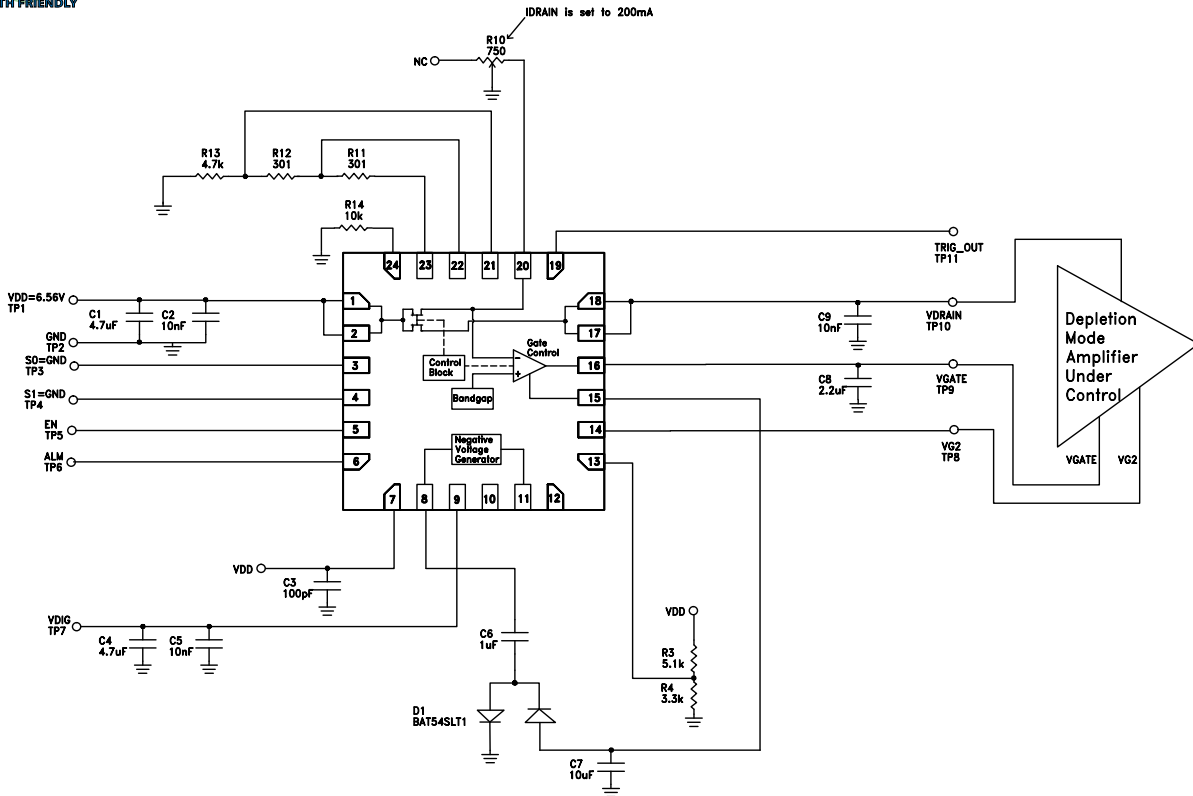 TH FRIENDLY
IDRAIN is set to 200mA
R10
750
NC
R13
4.7k
R12
301
R11
301
R14
10k
24
23
22
21
20
19
TRIG_OUT
TP11
VDD=6.56V
TP1
C1
4.7uF
C2
10nF
GND
TP2
S0=GND
TP3
S1=GND
TP4
EN
TP5
ALM
TP6
1
2
3
4
5
6
Control
Block
Gate
Control
Bandgap
Negative
Voltage
Generator
18
17
16
15
14
13
C9
10nF
VDRAIN
TP10
C8
2.2uF
VGATE
TP9
VG2
TP8
Depletion
Mode
Amplifier
Under
Control
VGATE
VG2
7
8
9
10
11
12
VDD
C3
100pF
VDIG
TP7
C4
4.7uF
C5
10nF
C6
1uF
VDD
R3
5.1k
R4
3.3k
D1
BAT54SLT1
C7
10uF